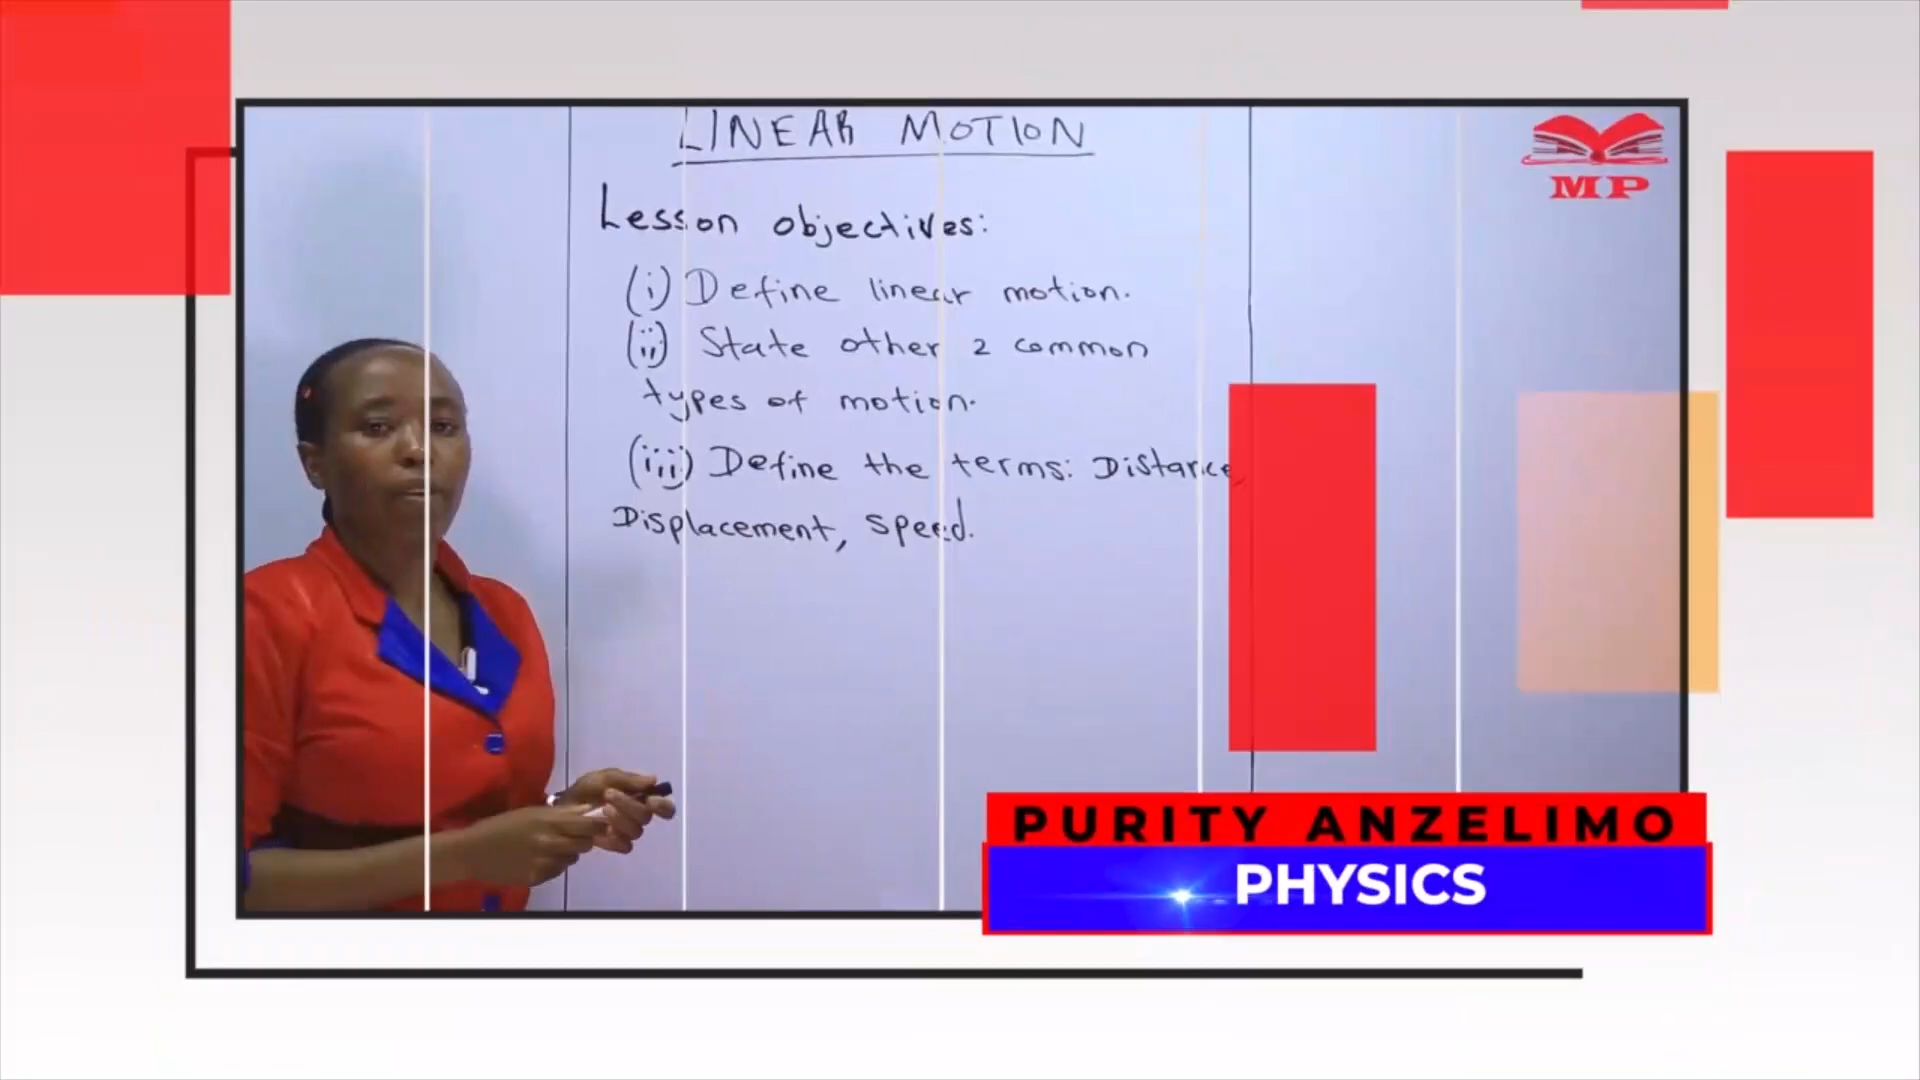 LINEAR MOTION
Lesson objectives:
(i) Define linear motion.
(ii) State other 2 common
types of motion.
(iii) Define the terms: Distance,
Displacement, speed.
MP
PURITY ANZELIMO
PHYSICS